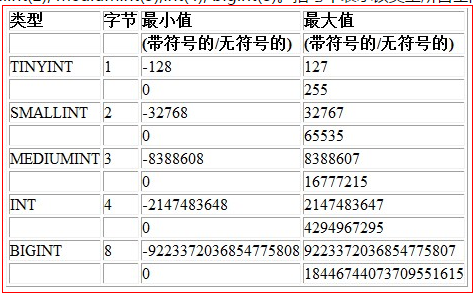 类型 字节 最小值 最大值
(带符号的/无符号的) (带符号的/无符号的)
TINYINT 1 -128 127
0 255
SMALLINT 2 -32768 32767
0 65535
MEDIUMINT 3 -8388608 8388607
0 16777215
INT 4 -2147483648 2147483647
0 4294967295
BIGINT 8 -9223372036854775808 9223372036854775807
0 18446744073709551615